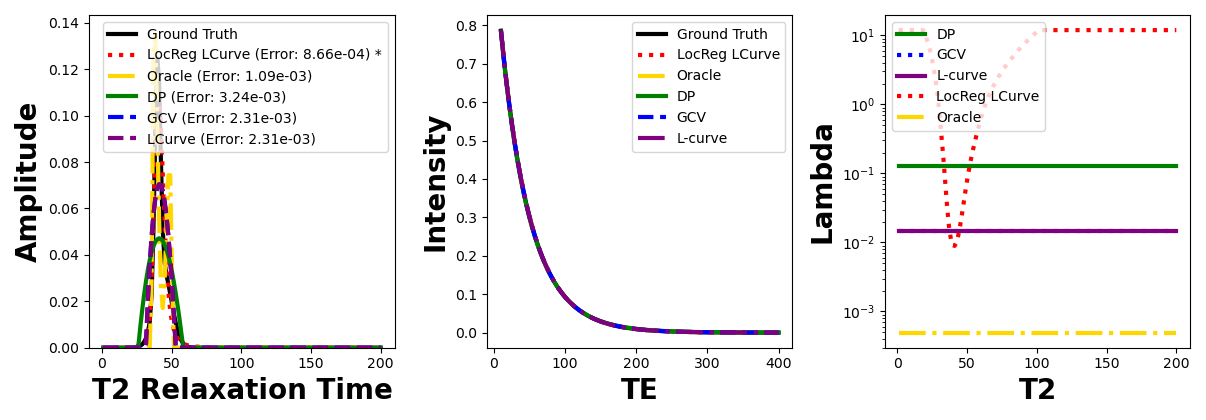 0.14
0.12
0.10
0.08
0.06
0.04
0.02
0.00
Amplitude
Ground Truth
LocReg LCurve (Error: 8.66e-04) *
Oracle (Error: 1.09e-03)
DP (Error: 3.24e-03)
GCV (Error: 2.31e-03)
LCurve (Error: 2.31e-03)
0 50 100 150 200
T2 Relaxation Time
0.8
0.7
0.6
0.5
0.4
0.3
0.2
0.1
0.0
Intensity
Ground Truth
LocReg LCurve
Oracle
DP
GCV
L-curve
0 100 200 300 400
TE
10¹
10⁰
10⁻¹
10⁻²
10⁻³
Lambda
DP
GCV
L-curve
LocReg LCurve
Oracle
0 50 100 150 200
T2